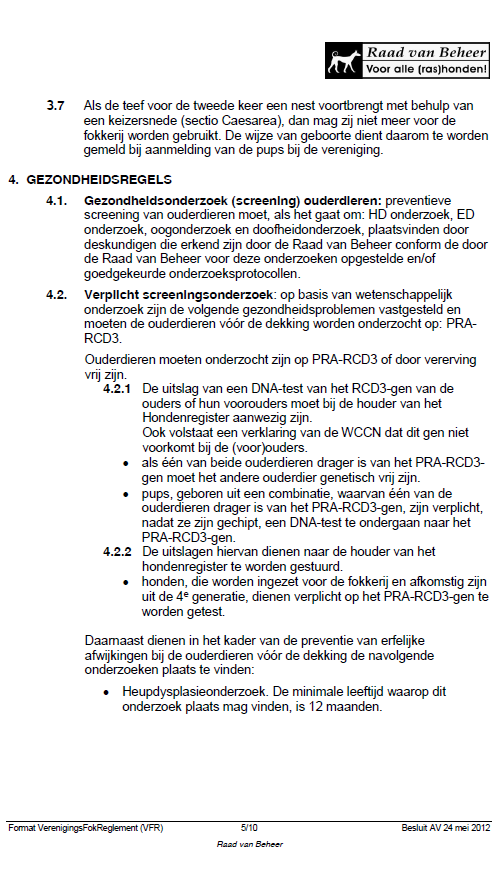 Raad van Beheer
Voor alle (ras)honden!
3.7 Als de teef voor de tweede keer een nest voortbrengt met behulp van
een keizersnede (sectio Caesarea), dan mag zij niet meer voor de
fokkerij worden gebruikt. De wijze van geboorte dient daarom te worden
gemeld bij aanmelding van de pups bij de vereniging.
4. GEZONDHEIDSREGELS
4.1. Gezondheidsonderzoek (screening) ouderdieren: preventieve
screening van ouderdieren moet, als het gaat om: HD onderzoek, ED
onderzoek, oogonderzoek en doofheidonderzoek, plaatsvinden door
deskundigen die erkend zijn door de Raad van Beheer conform de door
de Raad van Beheer voor deze onderzoeken opgestelde en/of
goedgekeurde onderzoeksprotocollen.
4.2. Verplicht screeningsonderzoek: op basis van wetenschappelijk
onderzoek zijn de volgende gezondheidsproblemen vastgesteld en
moeten de ouderdieren vóór de dekking worden onderzocht op: PRA-
RCD3.
Ouderdieren moeten onderzocht zijn op PRA-RCD3 of door vererving
vrij zijn.
4.2.1 De uitslag van een DNA-test van het RCD3-gen van de
ouders of hun voorouders moet bij de houder van het
Hondenregister aanwezig zijn.
Ook volstaat een verklaring van de WCCN dat dit gen niet
voorkomt bij de (voor)ouders.
• als één van beide ouderdieren drager is van het PRA-RCD3-
gen moet het andere ouderdier genetisch vrij zijn.
• pups, geboren uit een combinatie, waarvan één van de
ouderdieren drager is van het PRA-RCD3-gen, zijn verplicht,
nadat ze zijn gechipt, een DNA-test te ondergaan naar het
PRA-RCD3-gen.
4.2.2 De uitslagen hiervan dienen naar de houder van het
hondenregister te worden gestuurd.
• honden, die worden ingezet voor de fokkerij en afkomstig zijn
uit de 4e generatie, dienen verplicht op het PRA-RCD3-gen te
worden getest.
Daarnaast dienen in het kader van de preventie van erfelijke
afwijkingen bij de ouderdieren vóór de dekking de navolgende
onderzoeken plaats te vinden:
• Heupdysplasieonderzoek. De minimale leeftijd waarop dit
onderzoek plaats mag vinden, is 12 maanden.
Format VerenigingsFokReglement (VFR) 5/10 Besluit AV 24 mei 2012
Raad van Beheer